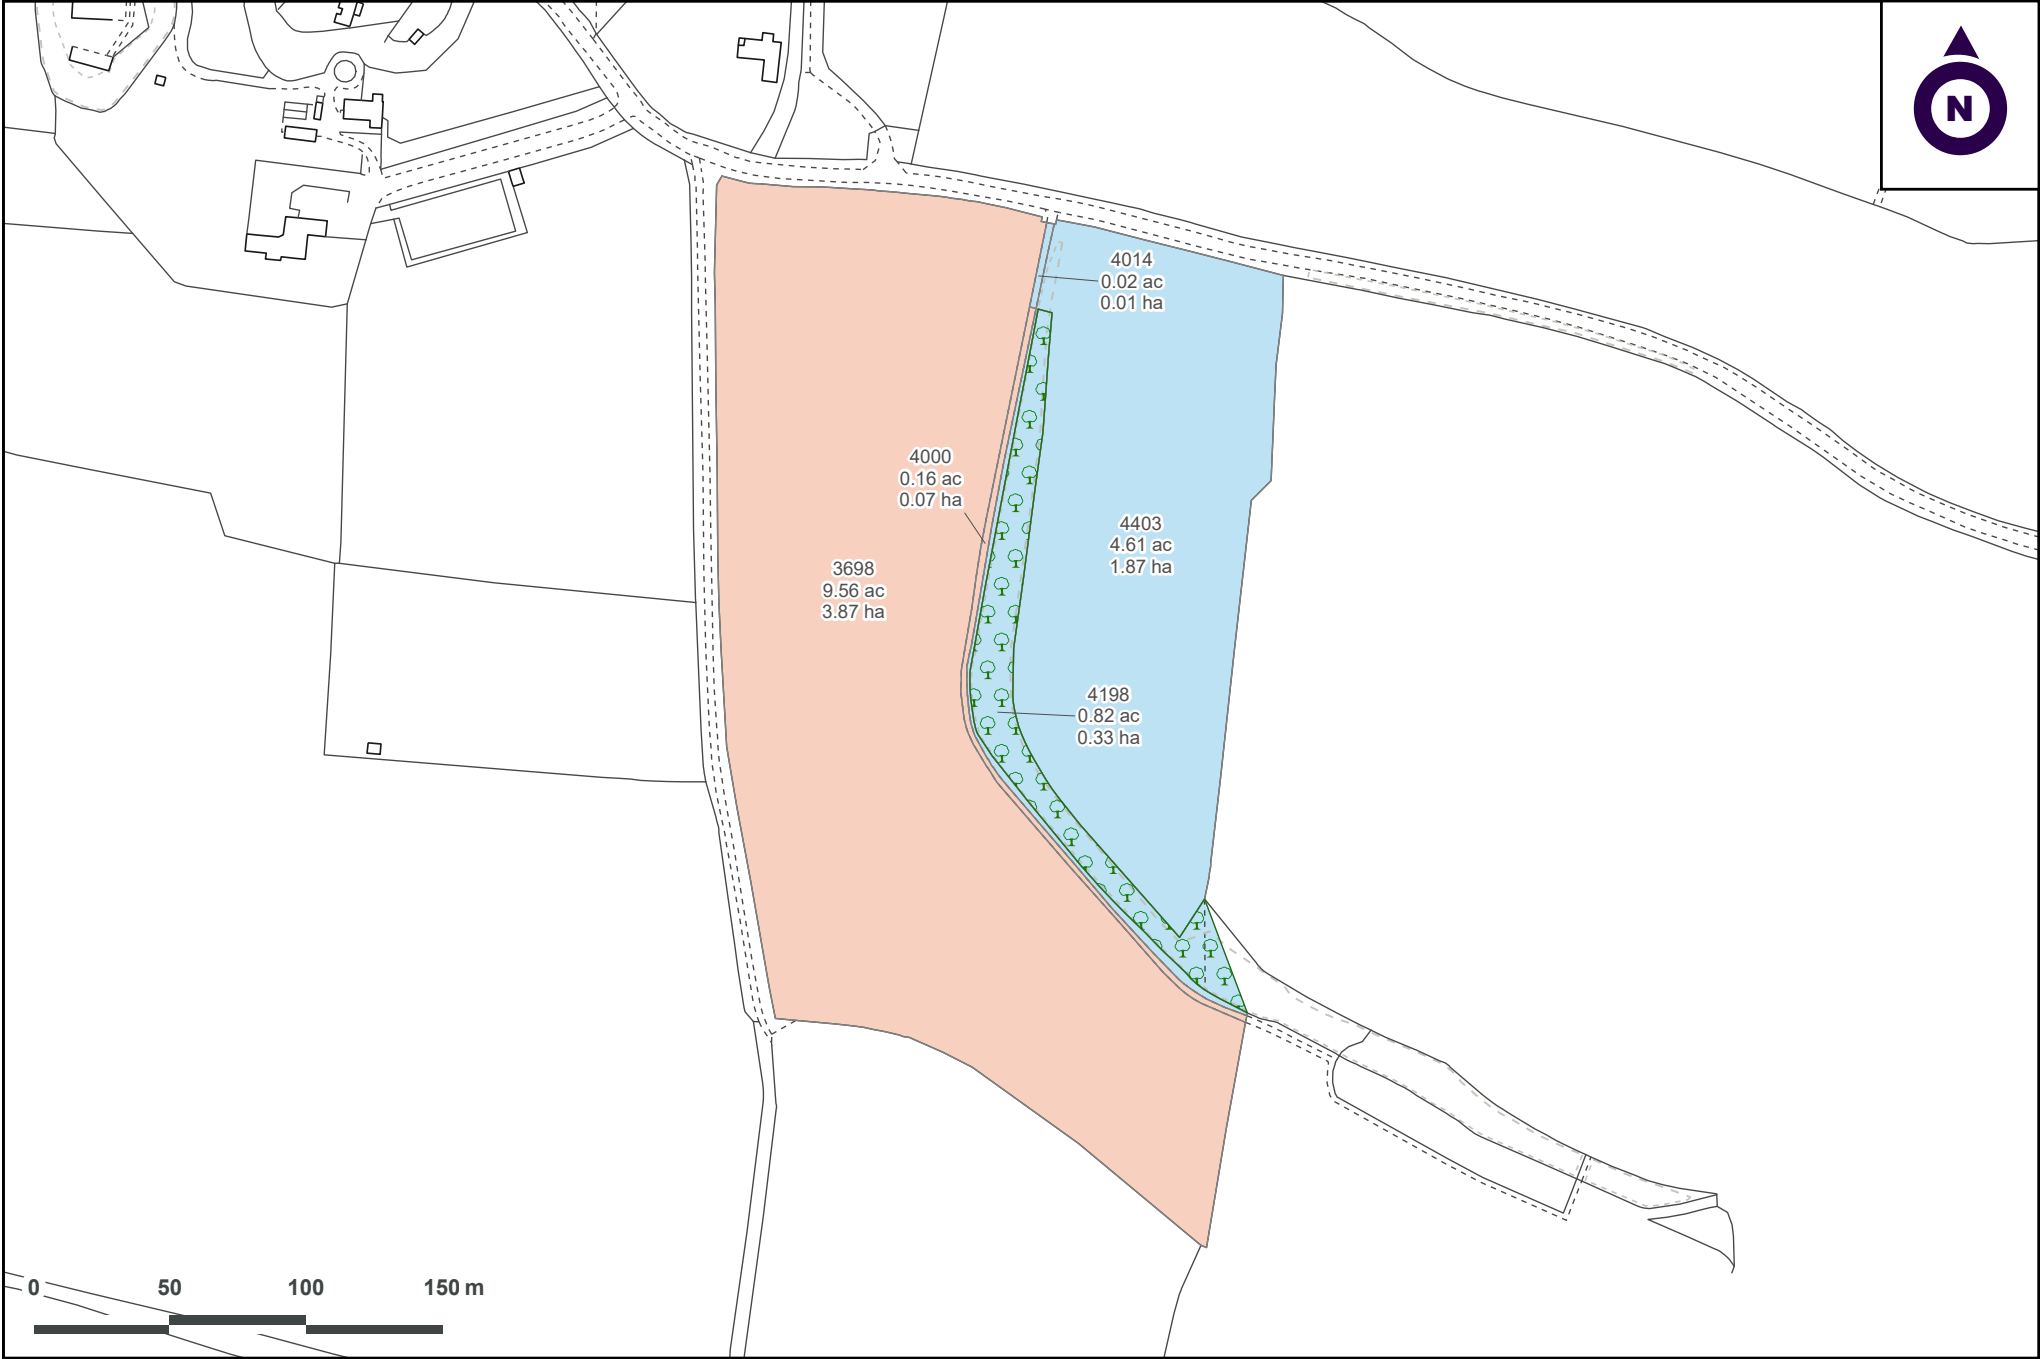 N
4014
0.02 ac
0.01 ha
4000
0.16 ac
0.07 ha
4403
4.61 ac
1.87 ha
3698
9.56 ac
3.87 ha
4198
0.82 ac
0.33 ha
0 50 100 150 m